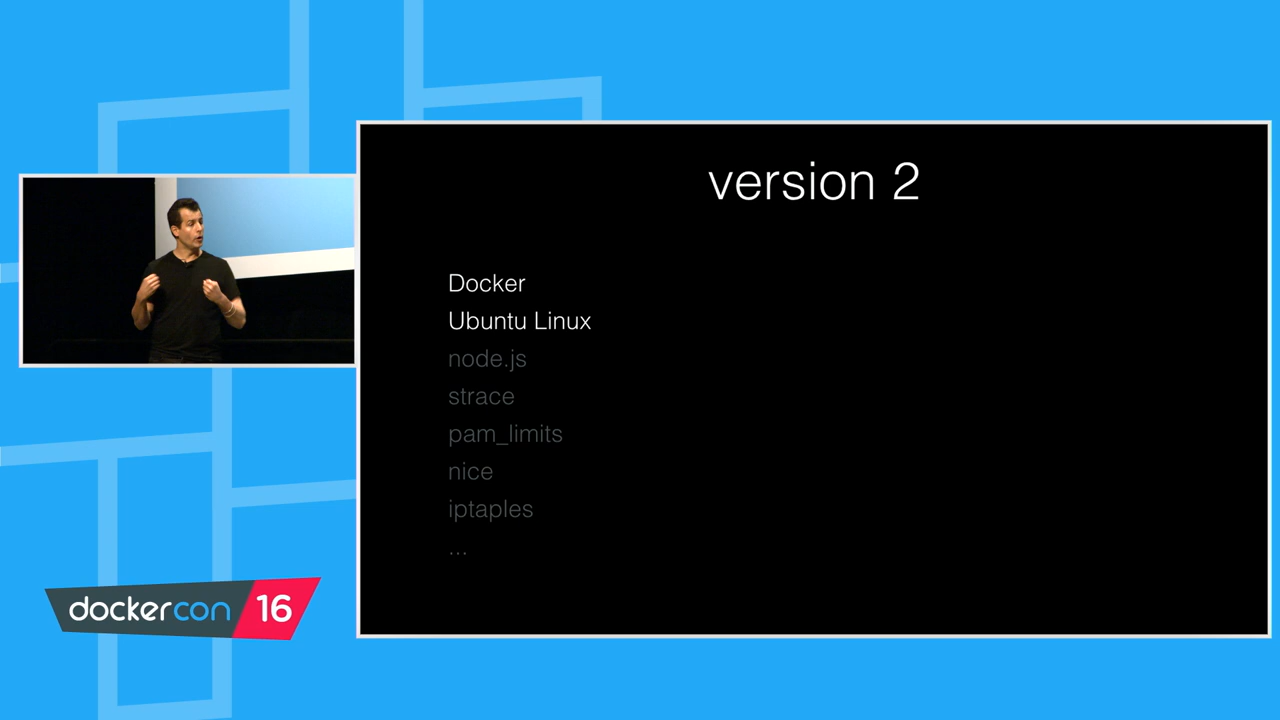 version 2
Docker
Ubuntu Linux
node.js
strace
pam_limits
nice
iptaples
...
dockercon 16